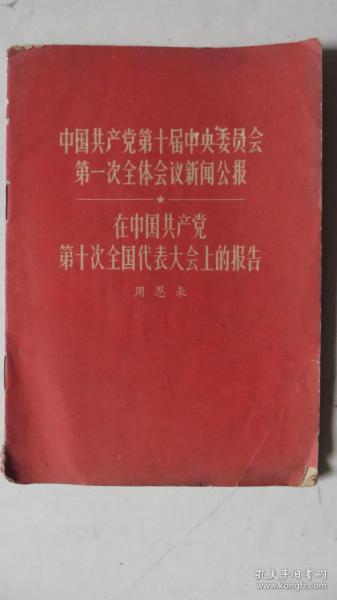 中国共产党第十届中央委员会
第一次全体会议新闻公报
在中国共产党
第十次全国代表大会上的报告
周恩来
孔夫子旧书网